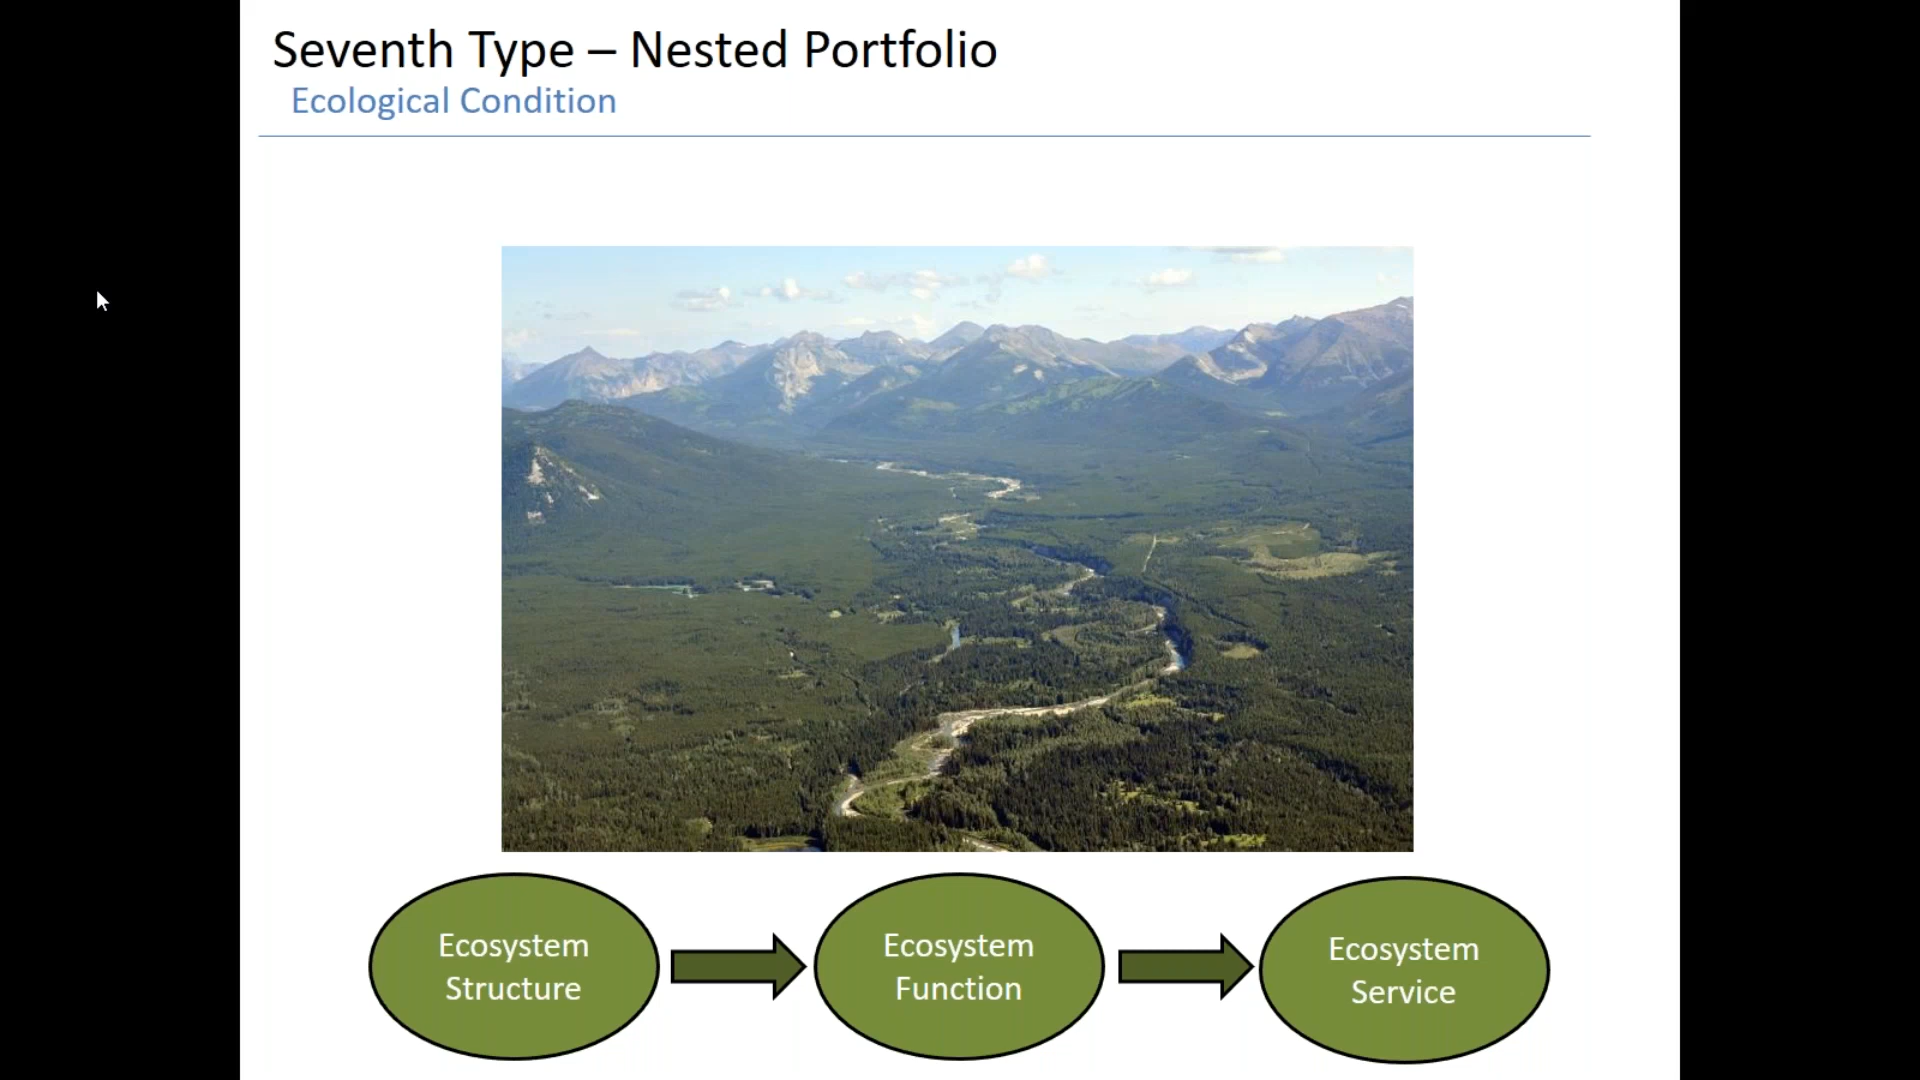 Seventh Type – Nested Portfolio
Ecological Condition
Ecosystem
Structure
Ecosystem
Function
Ecosystem
Service